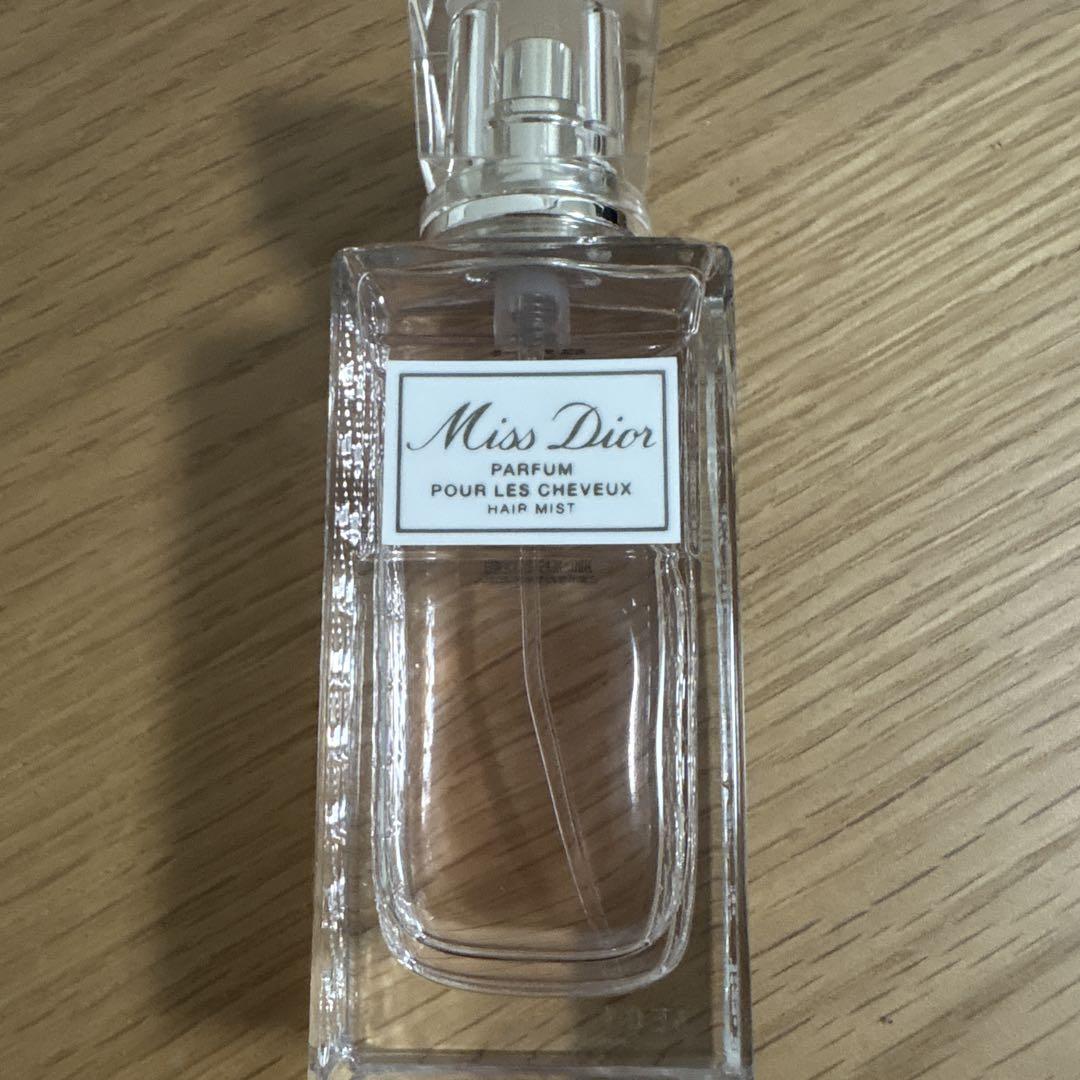 Miss Dior
PARFUM
POUR LES CHEVEUX
HAIR MIST